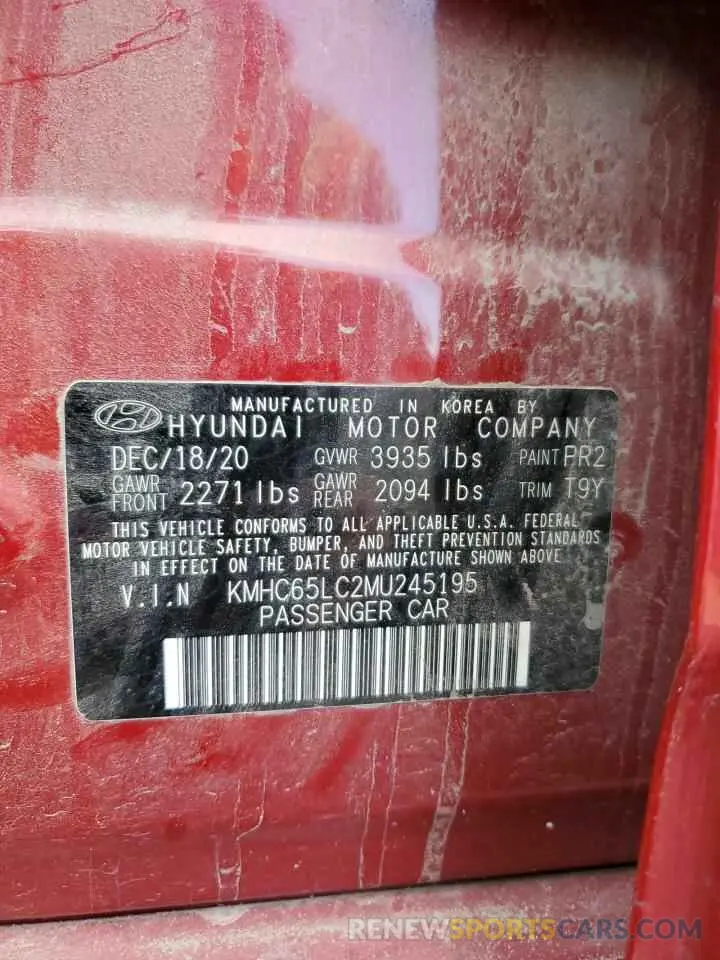 MANUFACTURED IN KOREA BY
HYUNDAI MOTOR COMPANY
DEC/18/20 GVWR 3935 lbs PAINT PR2
GAWR FRONT 2271 lbs GAWR REAR 2094 lbs TRIM T9Y
THIS VEHICLE CONFORMS TO ALL APPLICABLE U.S.A. FEDERAL
MOTOR VEHICLE SAFETY, BUMPER, AND THEFT PREVENTION STANDARDS
IN EFFECT ON THE DATE OF MANUFACTURE SHOWN ABOVE
V.I.N KMHC65LC2MU245195
PASSENGER CAR
RENEWSPORTSCARS.COM